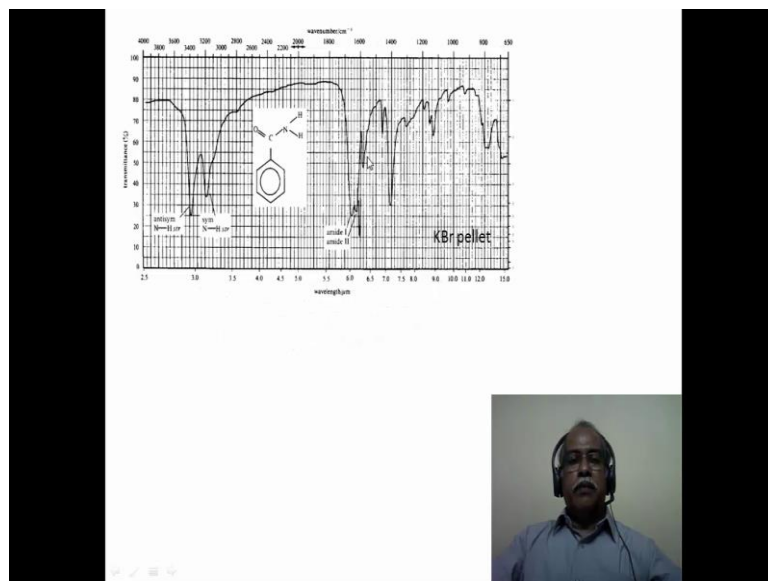 wavenumber/cm⁻¹
4000 3600 3400 3000 2600 2400 2000 1800 1600 1400 1200 1000 800 650
3800 3200 2800 2200
100
90
80
70
60
50
40
30
20
10
0
transmittance (%)
H
O
C
N
H
antisym
N—H str
sym
N—H str
amide I
amide II
KBr pellet
2.5 3.0 3.5 4.0 4.5 5.0 5.5 6.0 6.5 7.0 7.5 8.0 9.0 10.0 11.0 12.0 15.0
wavelength/μm